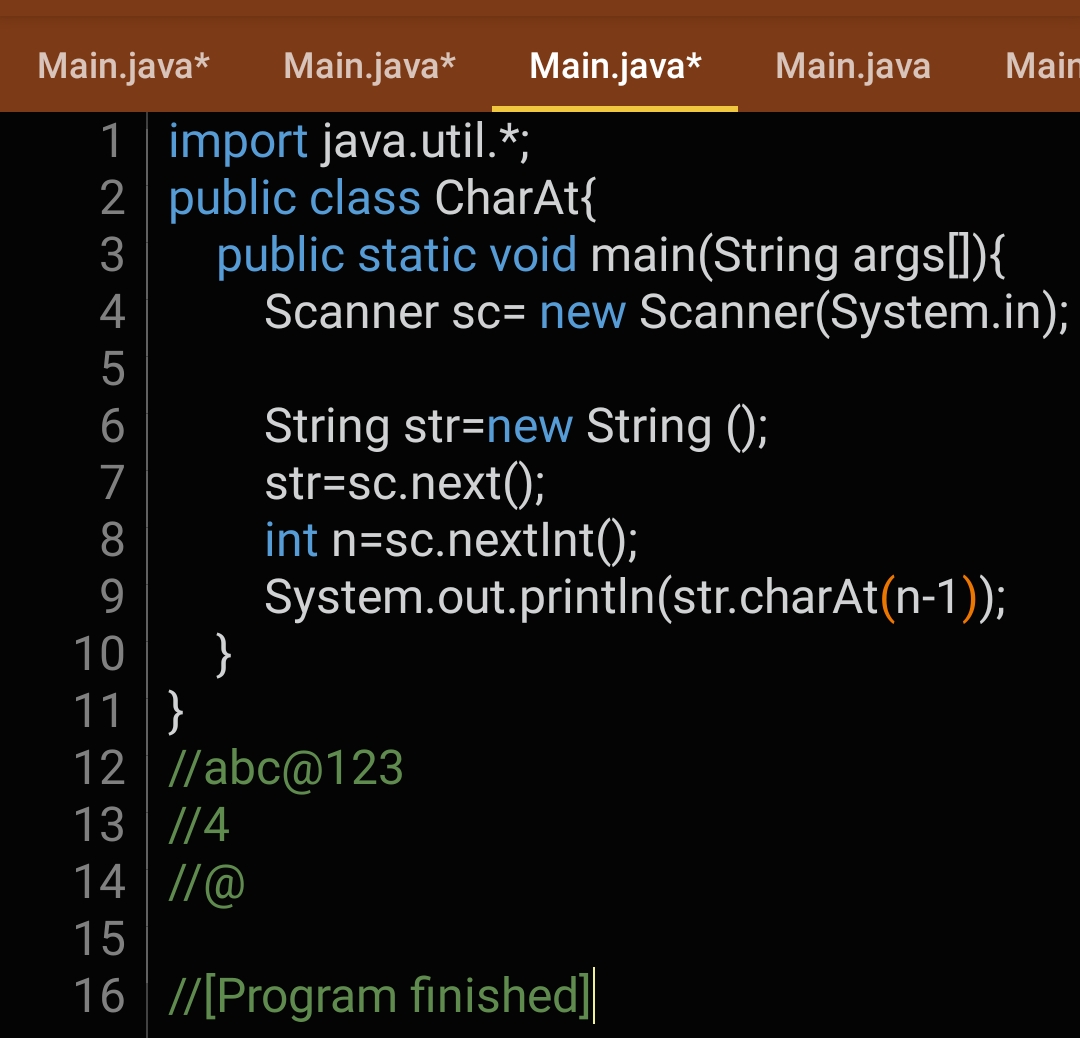 Main.java* Main.java* Main.java* Main.java Main
1 import java.util.*;
2 public class CharAt{
3 public static void main(String args[]){
4 Scanner sc= new Scanner(System.in);
5
6 String str=new String ();
7 str=sc.next();
8 int n=sc.nextInt();
9 System.out.println(str.charAt(n-1));
10 }
11 }
12 //abc@123
13 //4
14 //@
15
16 //[Program finished]